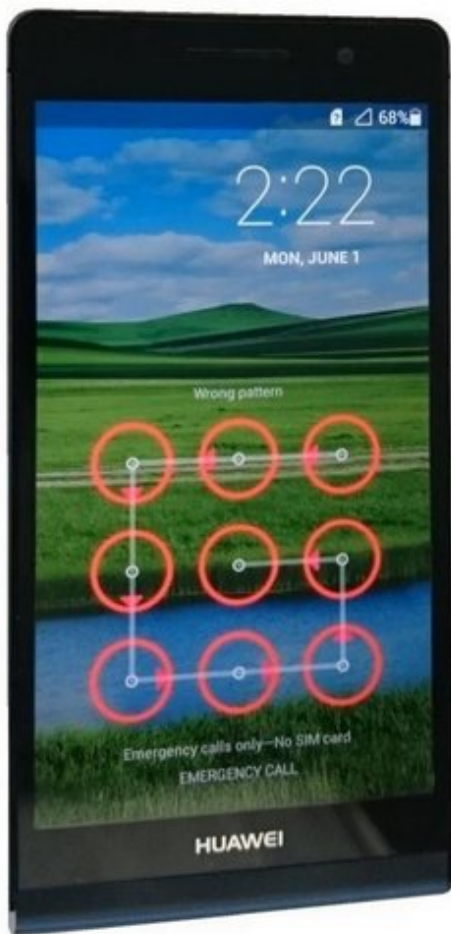 68%
2:22
MON, JUNE 1
Wrong pattern
Emergency calls only—No SIM card
EMERGENCY CALL
HUAWEI